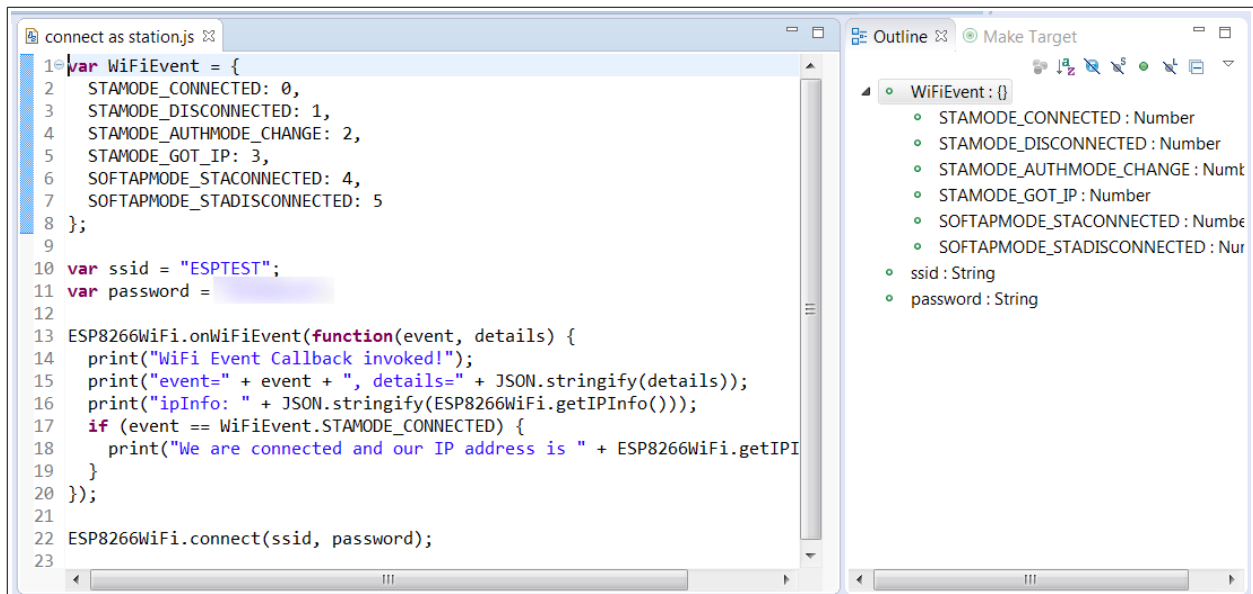 connect as station.js
1 var WiFiEvent = {
2 STAMODE_CONNECTED: 0,
3 STAMODE_DISCONNECTED: 1,
4 STAMODE_AUTHMODE_CHANGE: 2,
5 STAMODE_GOT_IP: 3,
6 SOFTAPMODE_STACONNECTED: 4,
7 SOFTAPMODE_STADISCONNECTED: 5
8 };
9
10 var ssid = "ESPTEST";
11 var password =
12
13 ESP8266WiFi.onWiFiEvent(function(event, details) {
14 print("WiFi Event Callback invoked!");
15 print("event=" + event + ", details=" + JSON.stringify(details));
16 print("ipInfo: " + JSON.stringify(ESP8266WiFi.getIPInfo()));
17 if (event == WiFiEvent.STAMODE_CONNECTED) {
18 print("We are connected and our IP address is " + ESP8266WiFi.getIPI
19 }
20 });
21
22 ESP8266WiFi.connect(ssid, password);
23
Outline Make Target
WiFiEvent : {}
STAMODE_CONNECTED : Number
STAMODE_DISCONNECTED : Number
STAMODE_AUTHMODE_CHANGE : Numb
STAMODE_GOT_IP : Number
SOFTAPMODE_STACONNECTED : Numbe
SOFTAPMODE_STADISCONNECTED : Nur
ssid : String
password : String